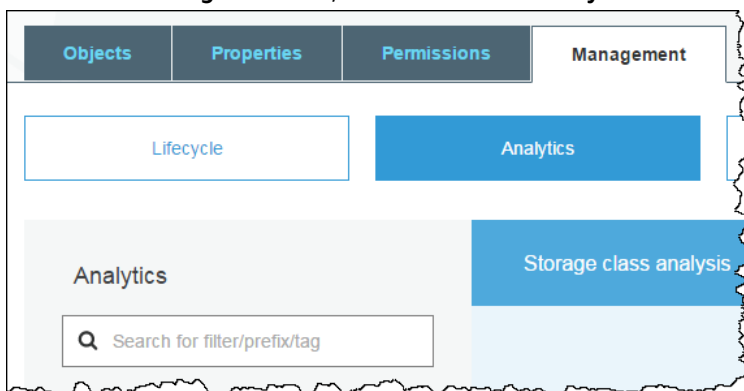 Objects Properties Permissions Management
Lifecycle Analytics
Storage class analysis
Analytics
Search for filter/prefix/tag